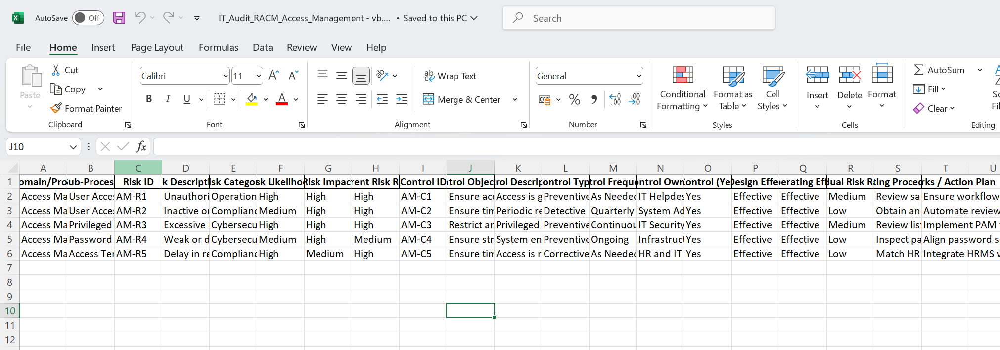 AutoSave Off IT_Audit_RACM_Access_Management - vb.... • Saved to this PC Search
File Home Insert Page Layout Formulas Data Review View Help
Paste Cut Copy Format Painter Clipboard
Calibri 11 B I U A Font
ab Wrap Text Merge & Center Alignment
General % Number
Conditional Formatting Format as Table Cell Styles Styles
Insert Delete Format Cells
AutoSum Fill Clear Editing
J10 fx
A B C D E F G H I J K L M N O P Q R S T U
1 omain/Pro ub-Proces Risk ID k Descripti isk Catego k Likeliho Risk Impac ent Risk R Control ID trol Objec rol Descrip ontrol Typ trol Freque ntrol Own ontrol (Ye Design Effe erating Ef dual Risk R ing Proced rks / Action Plan
2 Access Ma User Acce AM-R1 Unauthori Operation High High High AM-C1 Ensure acc Access is g Preventive As Needed IT Helpdes Yes Effective Effective Medium Review sa Ensure workflow
3 Access Ma User Acce AM-R2 Inactive or Complianc Medium High High AM-C2 Ensure tim Periodic re Detective Quarterly System Ad Yes Effective Effective Low Obtain an Automate review
4 Access Ma Privileged AM-R3 Excessive Cybersecu High High High AM-C3 Restrict an Privileged Preventive Continuou IT Security Yes Effective Effective Medium Review list Implement PAM
5 Access Ma Password AM-R4 Weak or d Cybersecu Medium High Medium AM-C4 Ensure str System en Preventive Ongoing Infrastruct Yes Effective Effective Low Inspect pa Align password s
6 Access Ma Access Ter AM-R5 Delay in re Complianc High Medium High AM-C5 Ensure tim Access is r Corrective As Needed HR and IT Yes Effective Effective Low Match HR Integrate HRMS
7
8
9
10
11
12